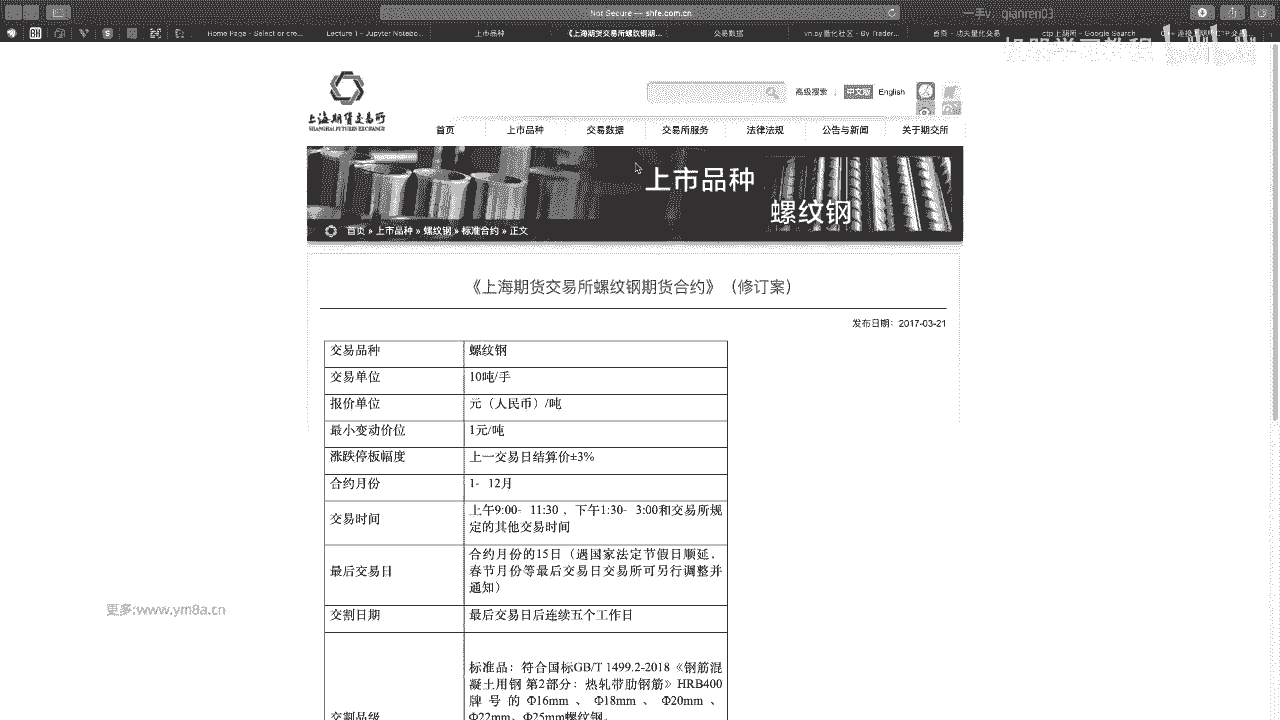 Not Secure — shfe.com.cn
一手v: qianren03
Home Page - Select or cre...
Lecture 1 - Jupyter Notebo...
上市品种
《上海期货交易所螺纹钢期...
交易数据
vn.py量化社区 - By Trader...
首页 - 功夫量化交易
ctp 上期所 - Google Search
上海期货交易所
SHANGHAI FUTURES EXCHANGE
高级搜索
中文版
English
首页
上市品种
交易数据
交易所服务
法律法规
公告与新闻
关于期交所
上市品种
螺纹钢
首页 » 上市品种 » 螺纹钢 » 标准合约 » 正文
《上海期货交易所螺纹钢期货合约》（修订案）
发布日期：2017-03-21
交易品种 螺纹钢
交易单位 10吨/手
报价单位 元（人民币）/吨
最小变动价位 1元/吨
涨跌停板幅度 上一交易日结算价±3%
合约月份 1- 12月
交易时间 上午9:00- 11:30 ，下午1:30- 3:00和交易所规
定的其他交易时间
最后交易日 合约月份的15日（遇国家法定节假日顺延，
春节月份等最后交易日交易所可另行调整并
通知）
交割日期 最后交易日后连续五个工作日
标准品：符合国标GB/T 1499.2-2018《钢筋混
凝土用钢 第2部分：热轧带肋钢筋》HRB400
牌号的Φ16mm、Φ18mm、Φ20mm、
Φ22mm、Φ25mm螺纹钢。
交割品级
更多:www.ym8a.cn